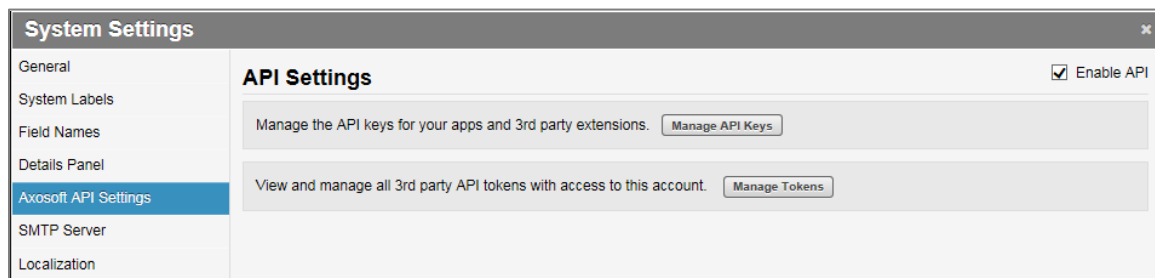 System Settings
General
System Labels
Field Names
Details Panel
Axosoft API Settings
SMTP Server
Localization
API Settings
Enable API
Manage the API keys for your apps and 3rd party extensions. Manage API Keys
View and manage all 3rd party API tokens with access to this account. Manage Tokens